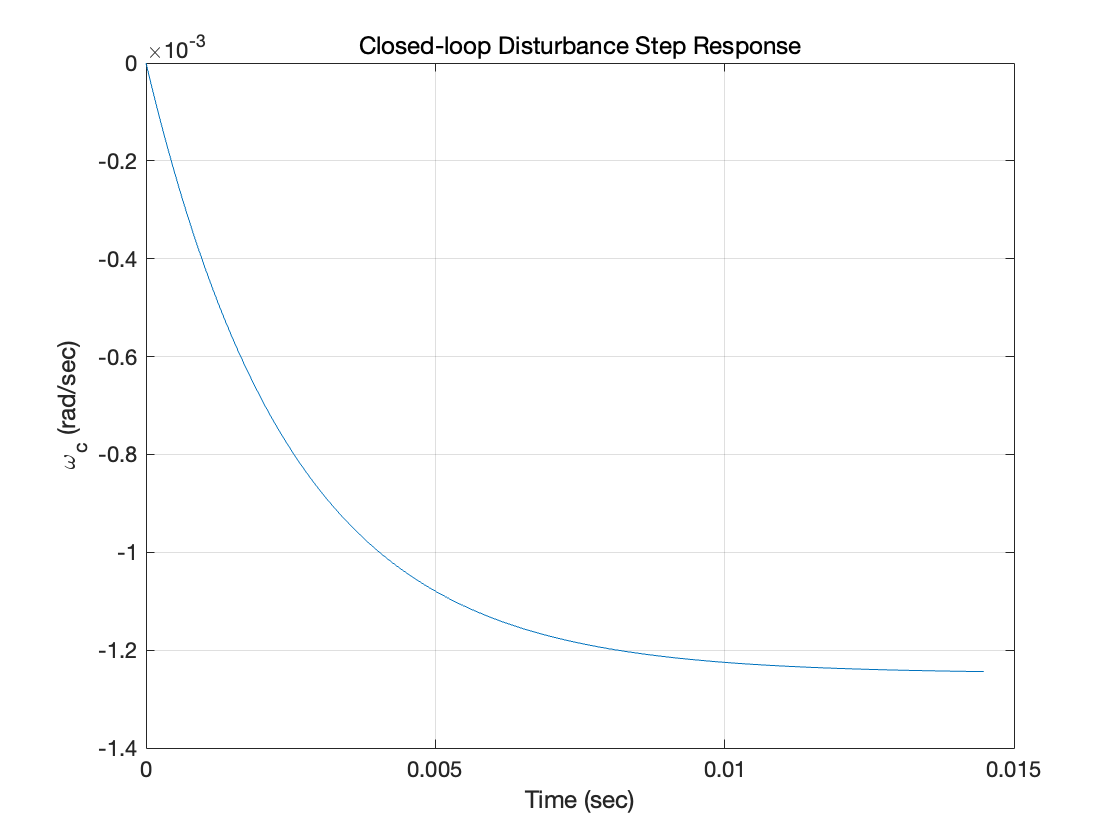 Closed-loop Disturbance Step Response
×10-3
0
-0.2
-0.4
-0.6
-0.8
-1
-1.2
-1.4
ωc (rad/sec)
0 0.005 0.01 0.015
Time (sec)